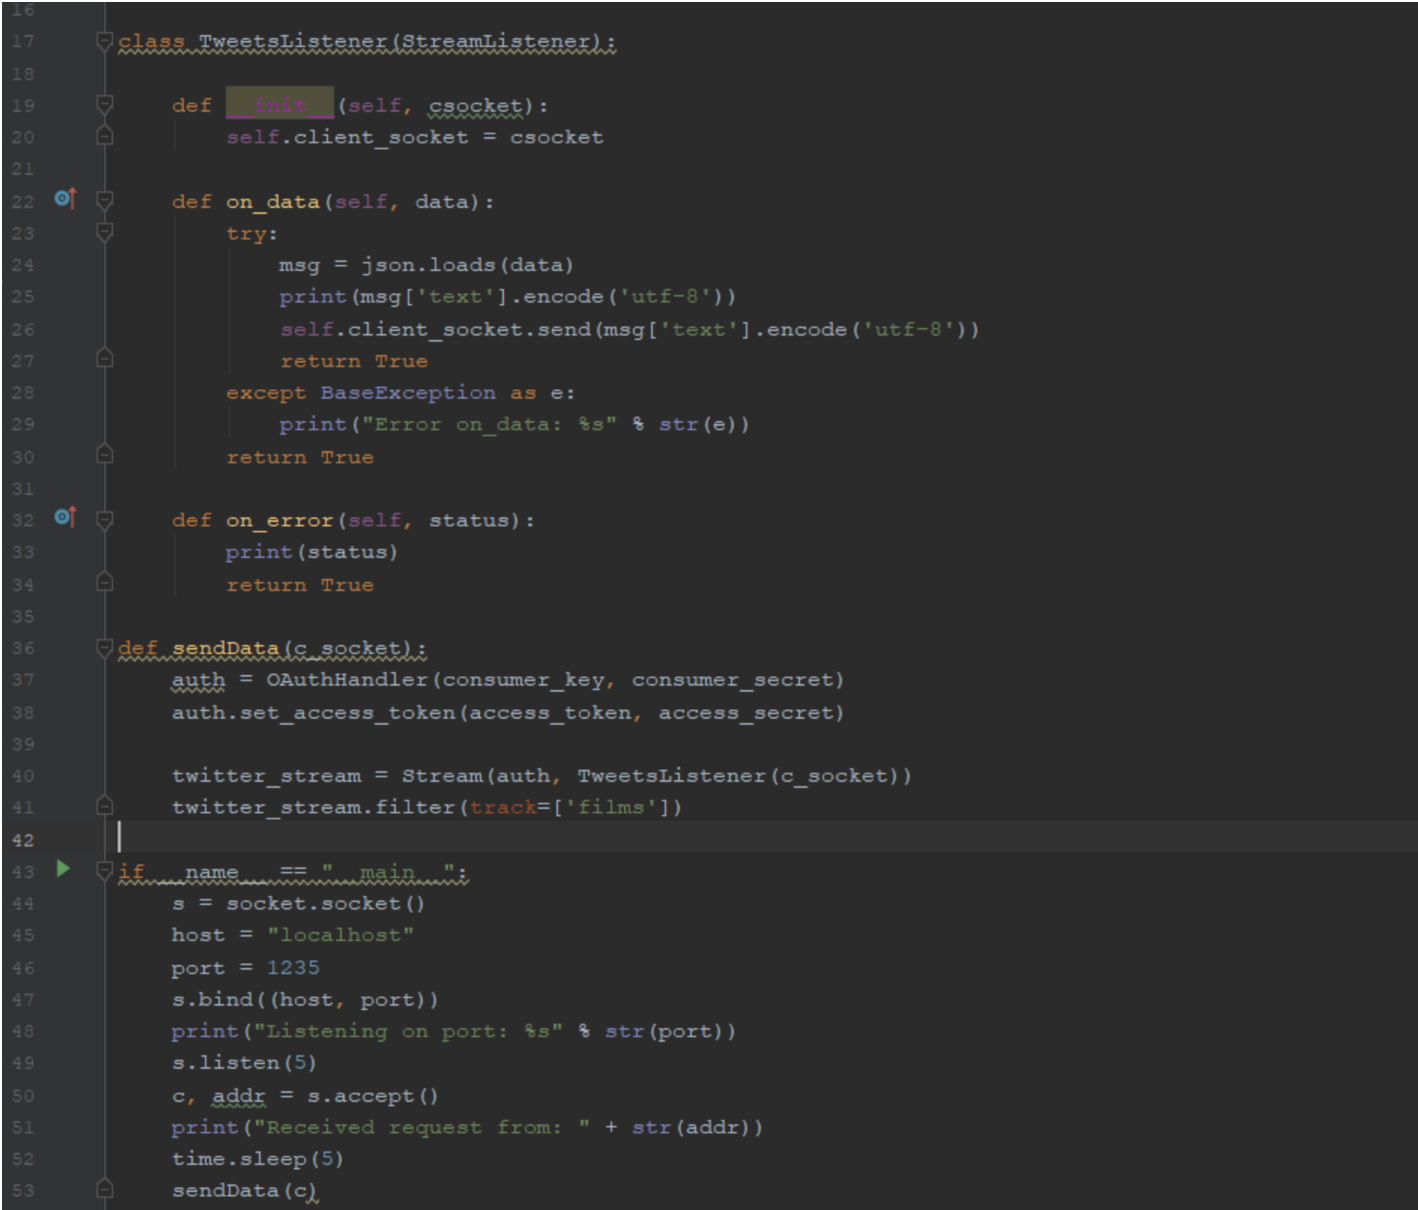 16
17 class TweetsListener(StreamListener):
18
19     def __init__(self, csocket):
20         self.client_socket = csocket
21
22     def on_data(self, data):
23         try:
24             msg = json.loads(data)
25             print(msg['text'].encode('utf-8'))
26             self.client_socket.send(msg['text'].encode('utf-8'))
27             return True
28         except BaseException as e:
29             print("Error on_data: %s" % str(e))
30         return True
31
32     def on_error(self, status):
33         print(status)
34         return True
35
36 def sendData(c_socket):
37     auth = OAuthHandler(consumer_key, consumer_secret)
38     auth.set_access_token(access_token, access_secret)
39
40     twitter_stream = Stream(auth, TweetsListener(c_socket))
41     twitter_stream.filter(track=['films'])
42
43 if __name__ == "__main__":
44     s = socket.socket()
45     host = "localhost"
46     port = 1235
47     s.bind((host, port))
48     print("Listening on port: %s" % str(port))
49     s.listen(5)
50     c, addr = s.accept()
51     print("Received request from: " + str(addr))
52     time.sleep(5)
53     sendData(c)